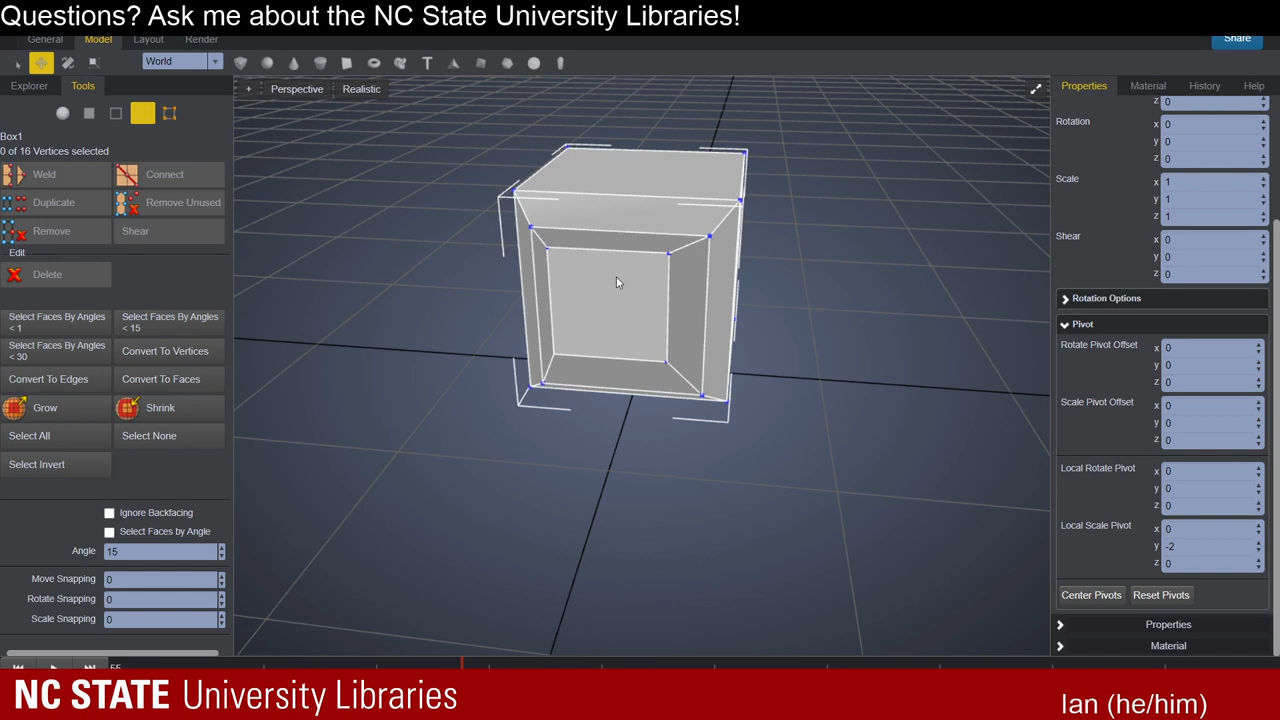 Questions? Ask me about the NC State University Libraries!
General Model Layout Render Share
World
Explorer Tools
+ Perspective Realistic
Properties Material History Help
Box1
0 of 16 Vertices selected
Weld Connect
Duplicate Remove Unused
Remove Shear
Edit
Delete
Select Faces By Angles < 1
Select Faces By Angles < 15
Select Faces By Angles < 30
Convert To Vertices
Convert To Edges Convert To Faces
Grow Shrink
Select All Select None
Select Invert
Ignore Backfacing
Select Faces by Angle
Angle 15
Move Snapping 0
Rotate Snapping 0
Scale Snapping 0
55
z 0
Rotation x 0
y 0
z 0
Scale x 1
y 1
z 1
Shear x 0
y 0
z 0
Rotation Options
Pivot
Rotate Pivot Offset x 0
y 0
z 0
Scale Pivot Offset x 0
y 0
z 0
Local Rotate Pivot x 0
y 0
z 0
Local Scale Pivot x 0
y -2
z 0
Center Pivots Reset Pivots
Properties
Material
NC STATE University Libraries
Ian (he/him)